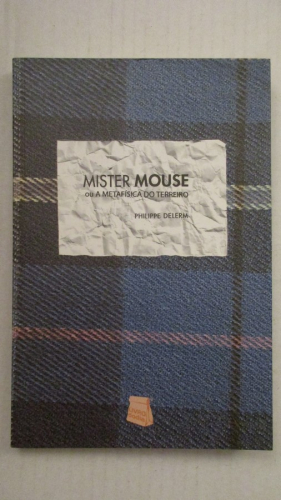 MISTER MOUSE
OU A METAFÍSICA DO TERREIRO
PHILIPPE DELERM